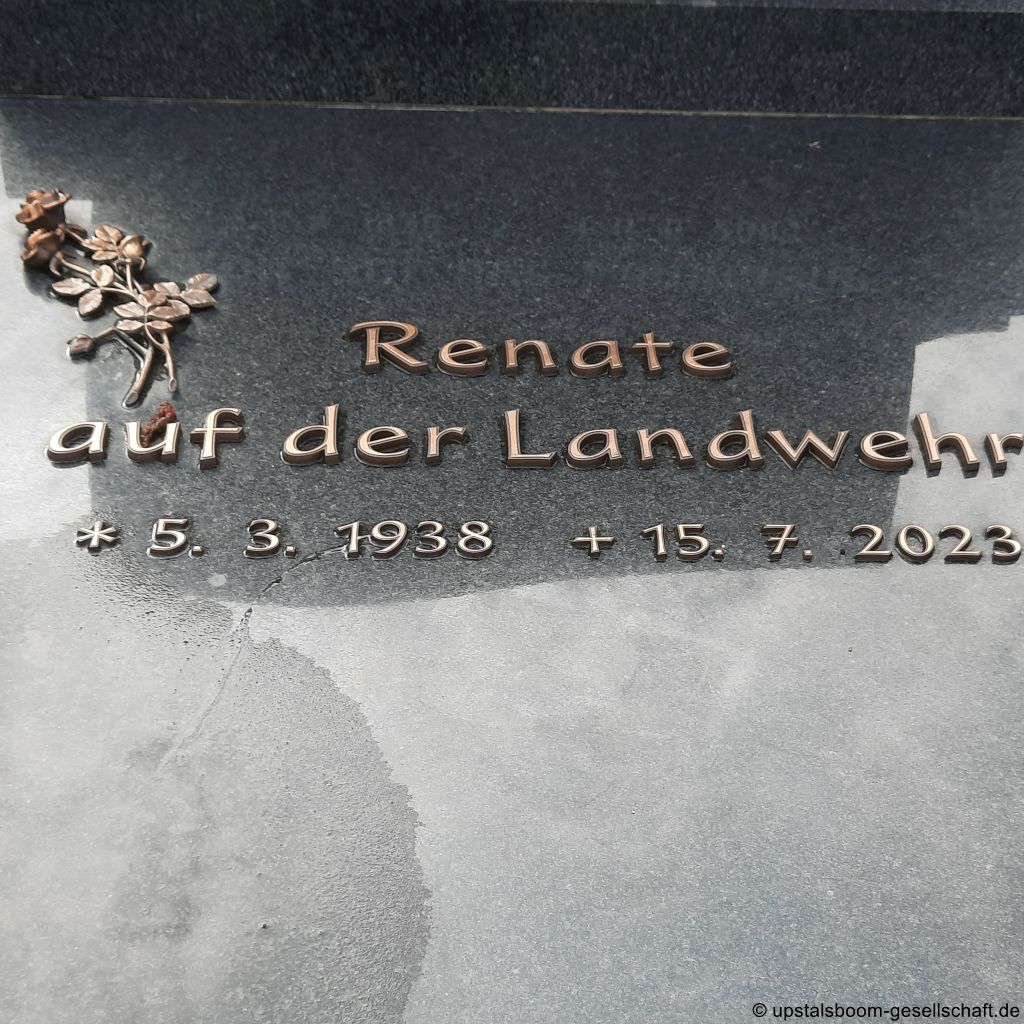 Renate
auf der Landwehr
* 5. 3. 1938 + 15. 7. 2023
© upstalsboom-gesellschaft.de